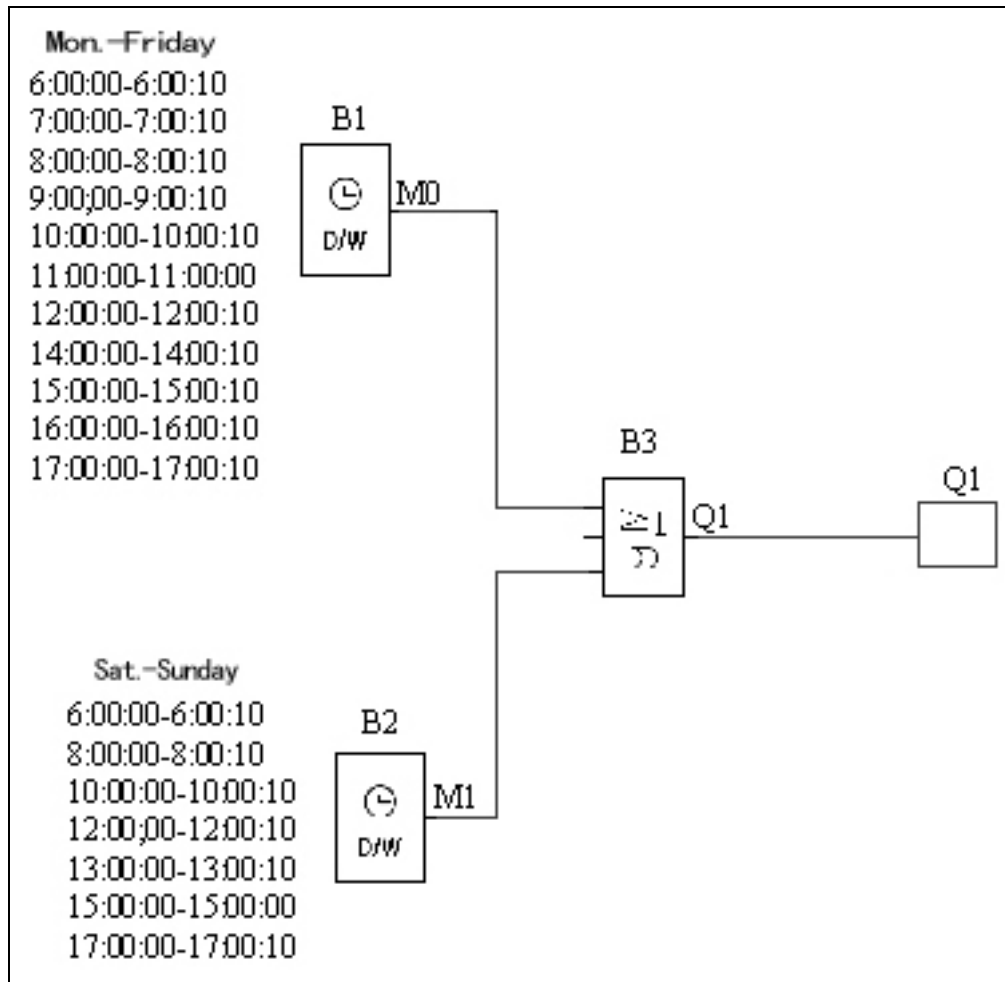 Mon.-Friday
6:00:00-6:00:10
7:00:00-7:00:10
8:00:00-8:00:10
9:00;00-9:00:10
10:00:00-10:00:10
11:00:00-11:00:00
12:00:00-12:00:10
14:00:00-14:00:10
15:00:00-15:00:10
16:00:00-16:00:10
17:00:00-17:00:10
B1
M0
D/W
B3
≥1
Q1
Q1
Sat.-Sunday
6:00:00-6:00:10
8:00:00-8:00:10
10:00:00-10:00:10
12:00;00-12:00:10
13:00:00-13:00:10
15:00:00-15:00:00
17:00:00-17:00:10
B2
M1
D/W